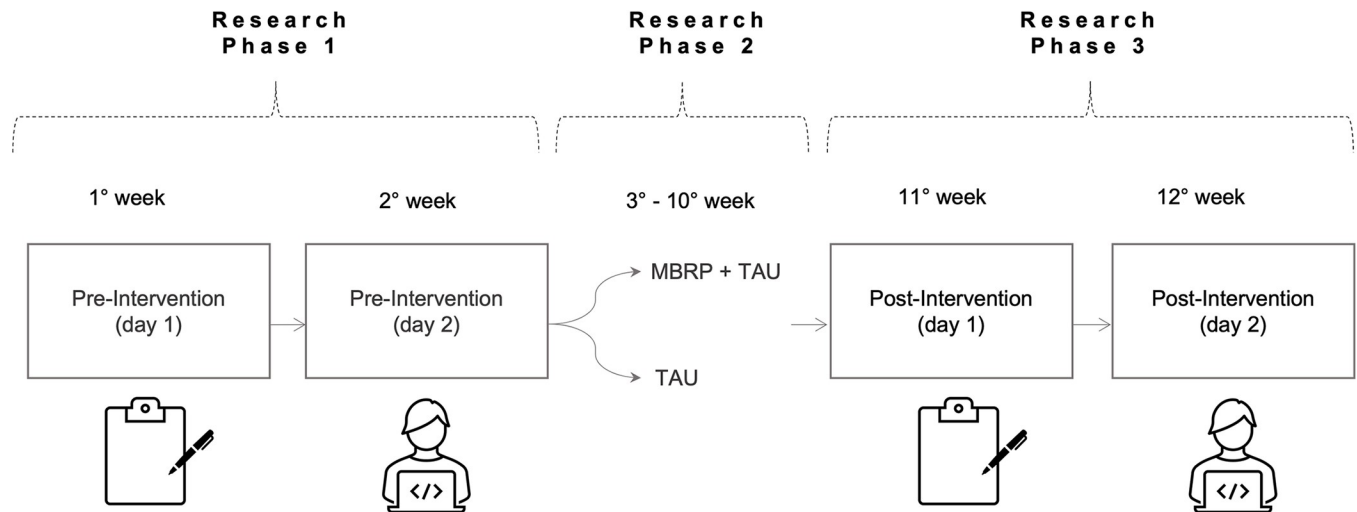 Research
Phase 1
Research
Phase 2
Research
Phase 3
1° week
2° week
3° - 10° week
11° week
12° week
Pre-Intervention
(day 1)
Pre-Intervention
(day 2)
MBRP + TAU
TAU
Post-Intervention
(day 1)
Post-Intervention
(day 2)
</>
</>